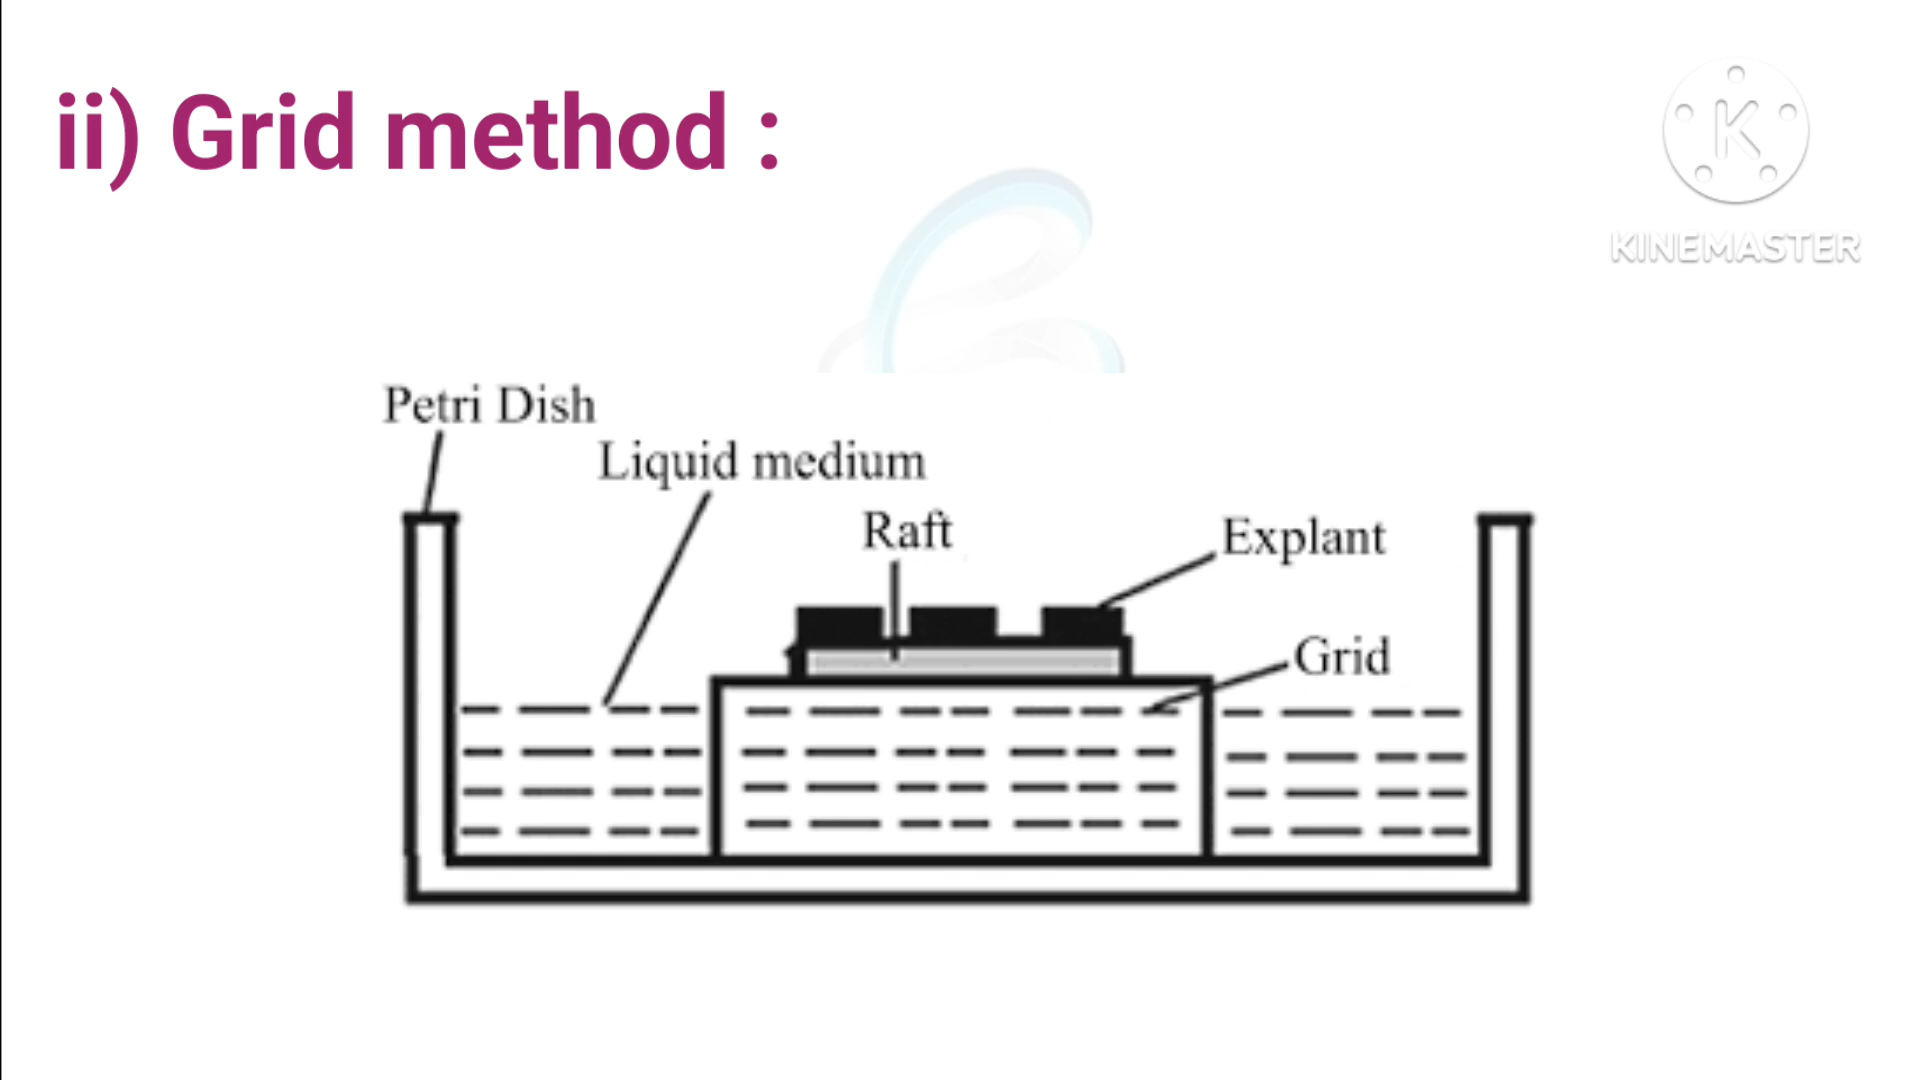 ii) Grid method :
K
KINEMASTER
Petri Dish
Liquid medium
Raft
Explant
Grid